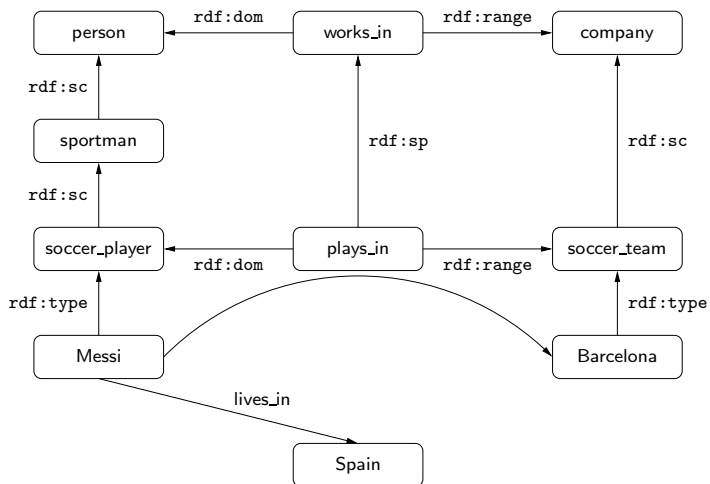 person
rdf:dom
works_in
rdf:range
company
rdf:sc
sportman
rdf:sp
rdf:sc
rdf:sc
soccer_player
rdf:dom
plays_in
rdf:range
soccer_team
rdf:type
rdf:type
Messi
Barcelona
lives_in
Spain